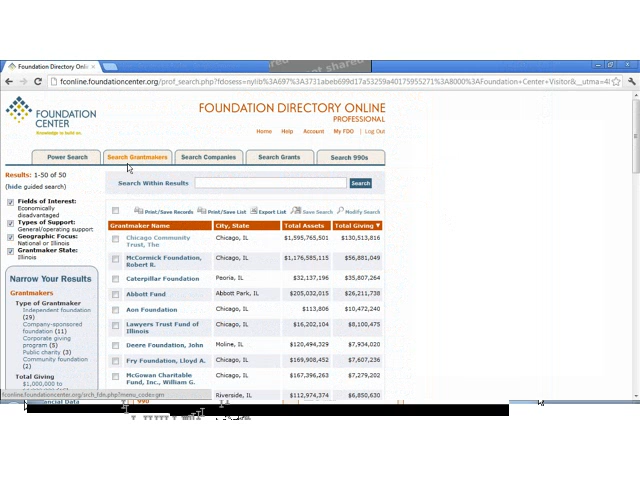 Foundation Directory Onl
fconline.foundationcenter.org/prof_search.php?
FOUNDATION
CENTER
Knowledge to build on.
FOUNDATION DIRECTORY ONLINE
PROFESSIONAL
Home Help Account My FDO | Log Out
Power Search Search Grantmakers Search Companies Search Grants Search 990s
Results: 1-50 of 50
(hide guided search)
Search Within Results Search
Fields of Interest:
Economically
disadvantaged
Types of Support:
General/operating support
Geographic Focus:
National or Illinois
Grantmaker State:
Illinois
Narrow Your Results
Grantmakers
Type of Grantmaker
Independent foundation
(29)
Company-sponsored
foundation (11)
Corporate giving
program (5)
Public charity (3)
Community foundation
(2)
Total Giving
$1,000,000 to
Print/Save Records Print/Save List Export List Save Search Modify Search
Grantmaker Name City, State Total Assets Total Giving ▼
Chicago Community Trust, The Chicago, IL $1,595,765,501 $130,513,816
McCormick Foundation, Robert R. Chicago, IL $1,176,585,115 $56,881,049
Caterpillar Foundation Peoria, IL $32,137,196 $35,807,264
Abbott Fund Abbott Park, IL $205,032,015 $26,211,738
Aon Foundation Chicago, IL $113,806 $10,472,240
Lawyers Trust Fund of Illinois Chicago, IL $16,202,104 $8,100,475
Deere Foundation, John Moline, IL $120,494,329 $7,934,020
Fry Foundation, Lloyd A. Chicago, IL $169,908,452 $7,607,236
McGowan Charitable Fund, Inc., William G. Chicago, IL $167,396,263 $7,279,202
Riverside, IL $112,974,374 $6,850,630
fconline.foundationcenter.org/srch_fdn.php?menu_code=gm
990